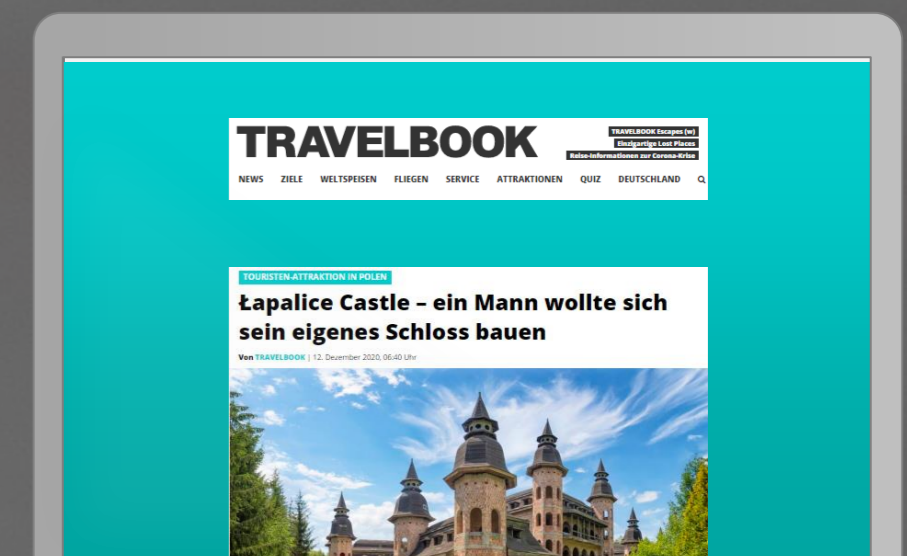 TRAVELBOOK
TRAVELBOOK Escapes (w)
Einzigartige Lost Places
Reise-Informationen zur Corona-Krise
NEWS ZIELE WELTSPEISEN FLIEGEN SERVICE ATTRAKTIONEN QUIZ DEUTSCHLAND
TOURISTEN-ATTRAKTION IN POLEN
Łapalice Castle – ein Mann wollte sich
sein eigenes Schloss bauen
Von TRAVELBOOK | 12. Dezember 2020, 06:40 Uhr